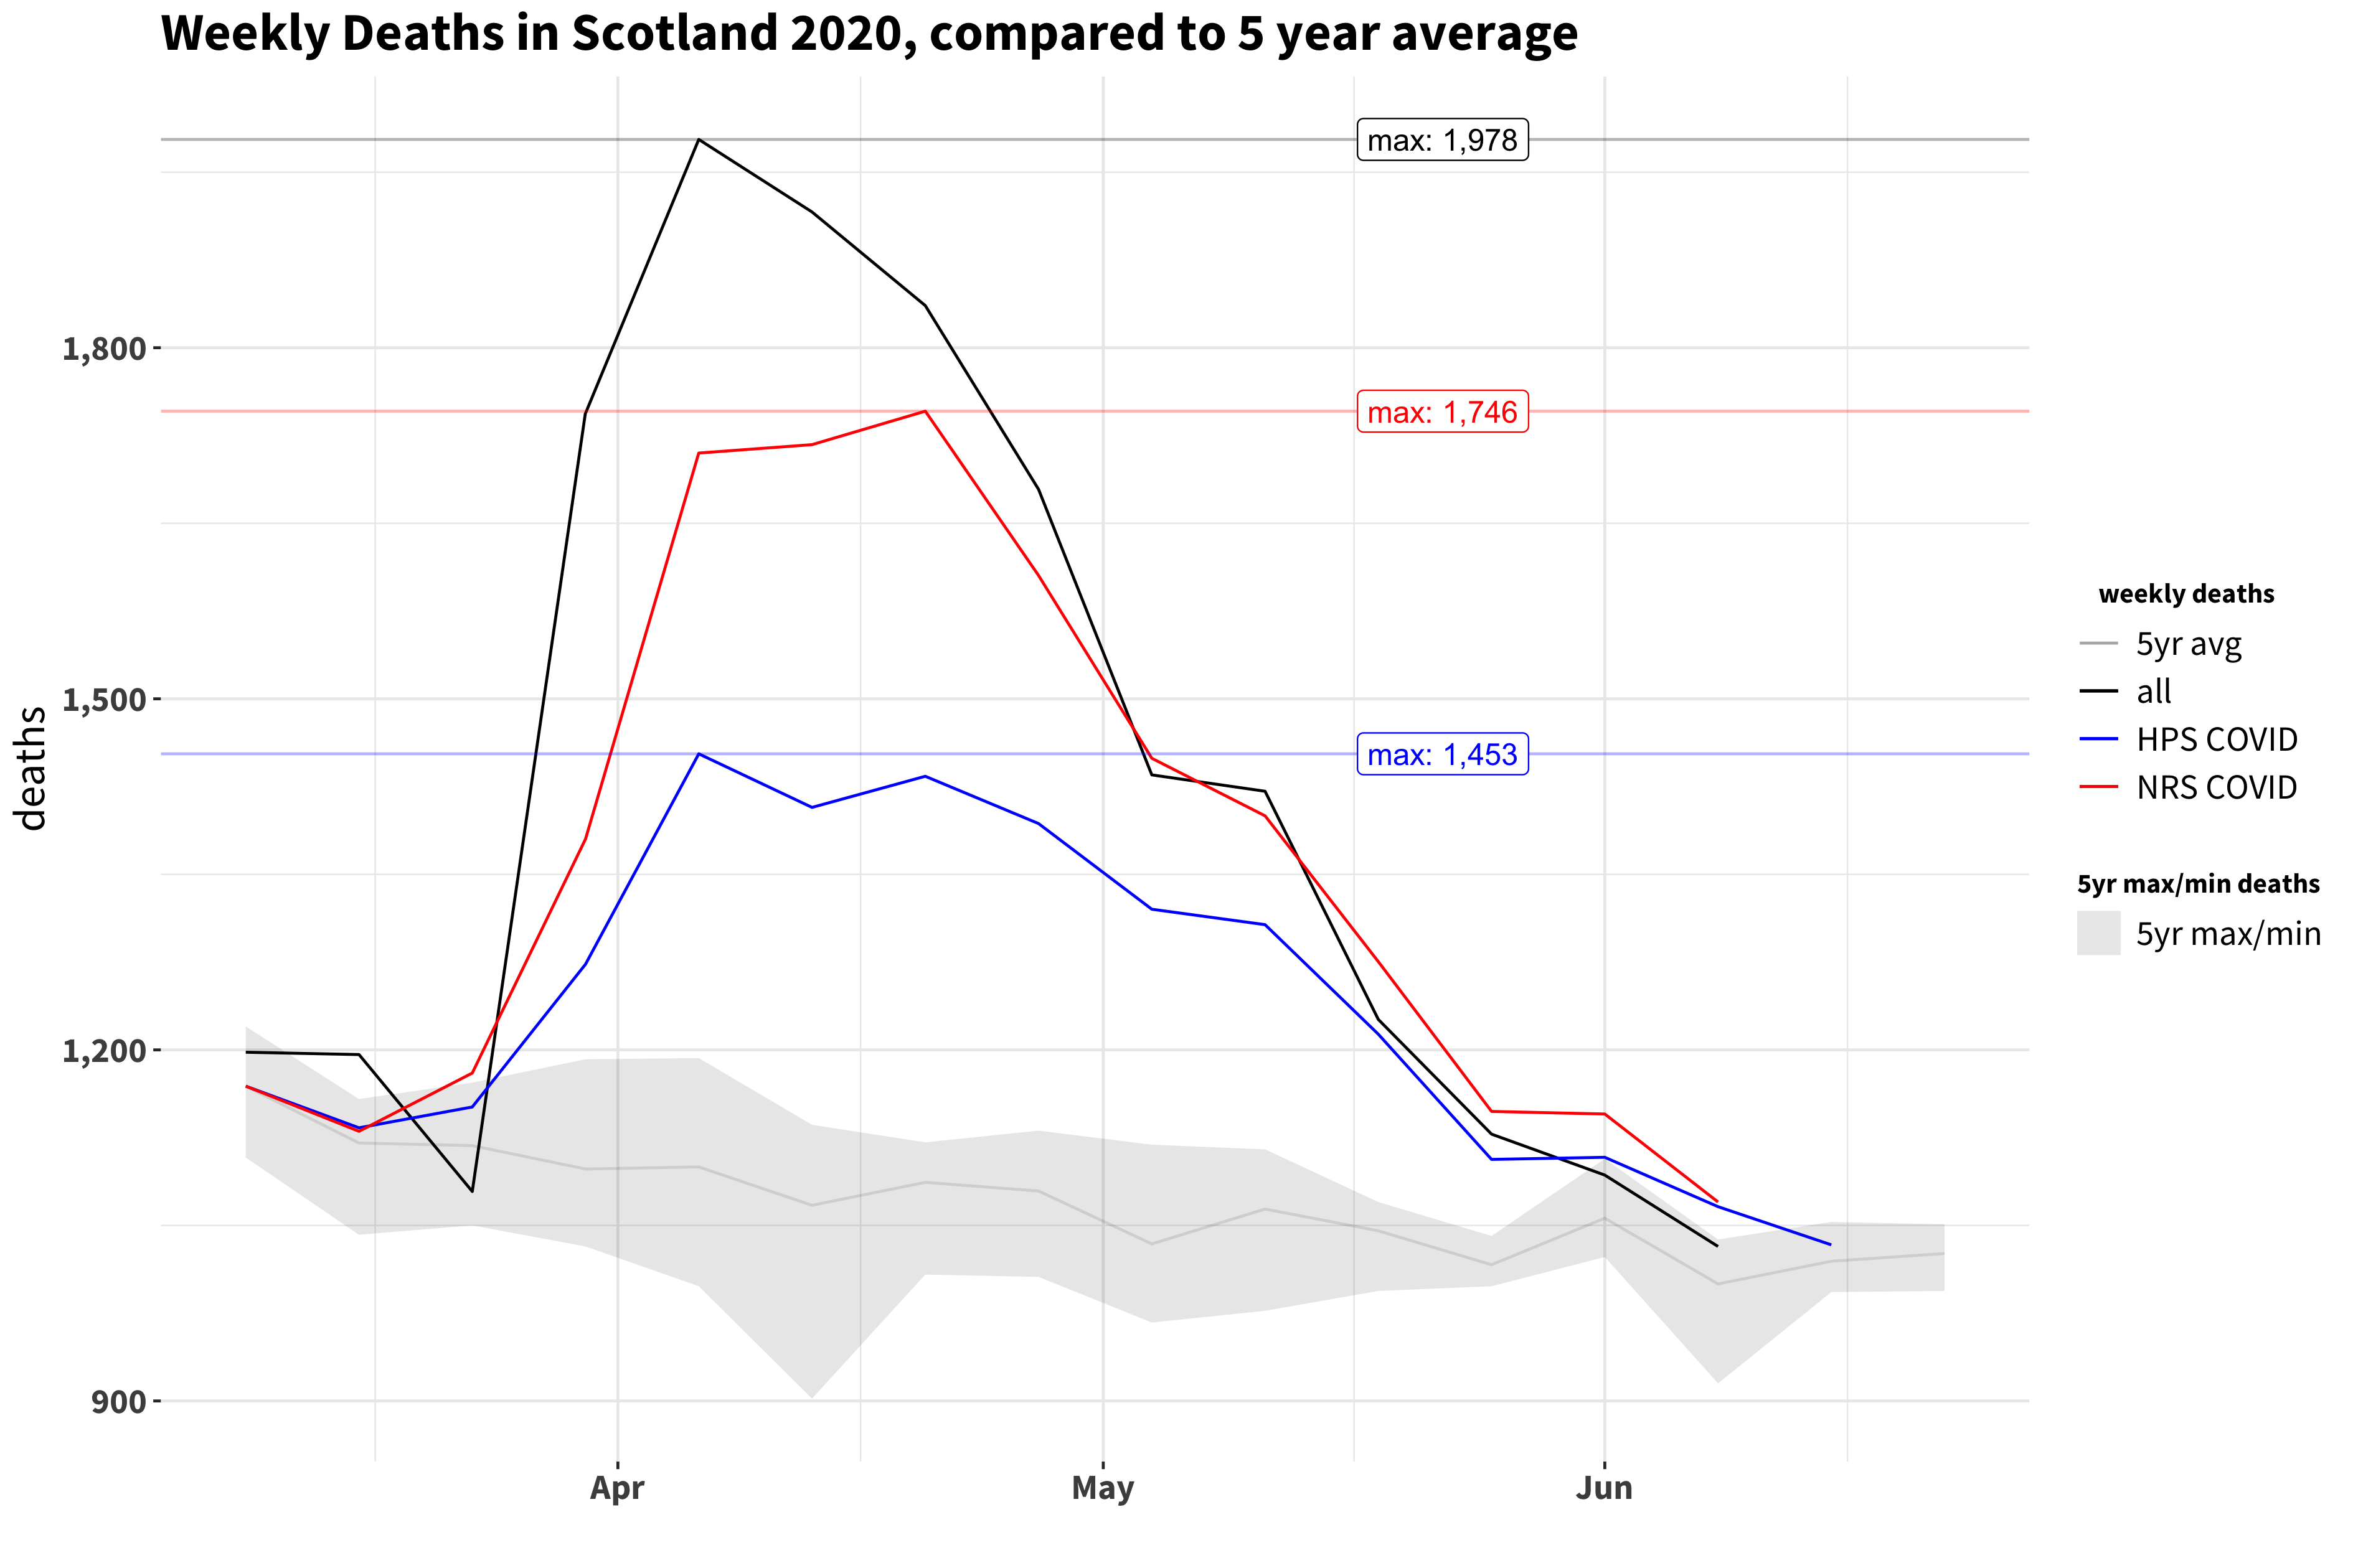 Weekly Deaths in Scotland 2020, compared to 5 year average
max: 1,978
1,800
max: 1,746
weekly deaths
5yr avg
1,500
all
max: 1,453
HPS COVID
deaths
NRS COVID
5yr max/min deaths
5yr max/min
1,200
900
Apr
May
Jun